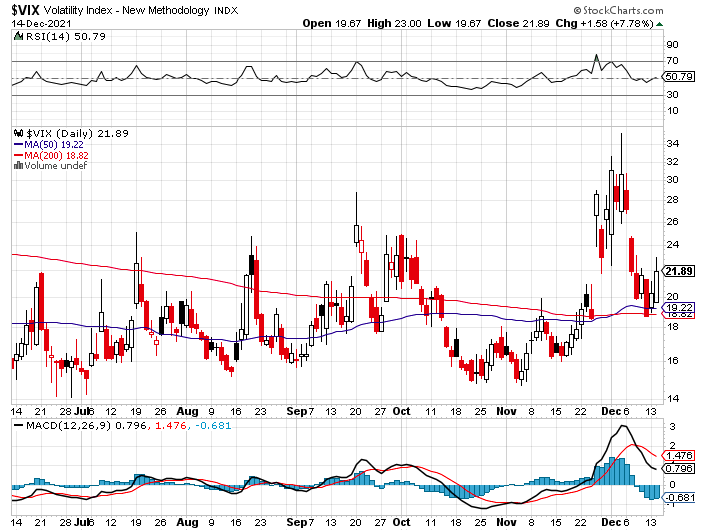 $VIX Volatility Index - New Methodology INDX
© StockCharts.com
14-Dec-2021
Open 19.67 High 23.00 Low 19.67 Close 21.89 Chg +1.58 (+7.78%)
RSI(14) 50.79
90
70
50.79
30
10
$VIX (Daily) 21.89
MA(50) 19.22
MA(200) 18.82
Volume undef
34
32
30
28
26
24
21.89
20
19.22
18.82
18
16
14
14 21 28 Jul 6 12 19 26 Aug 9 16 23 Sep 7 13 20 27 Oct 11 18 25 Nov 8 15 22 Dec 6 13
MACD(12,26,9) 0.796, 1.476, -0.681
3
2
1.476
0.796
0
-0.681
-1
14 21 28 Jul 6 12 19 26 Aug 9 16 23 Sep 7 13 20 27 Oct 11 18 25 Nov 8 15 22 Dec 6 13